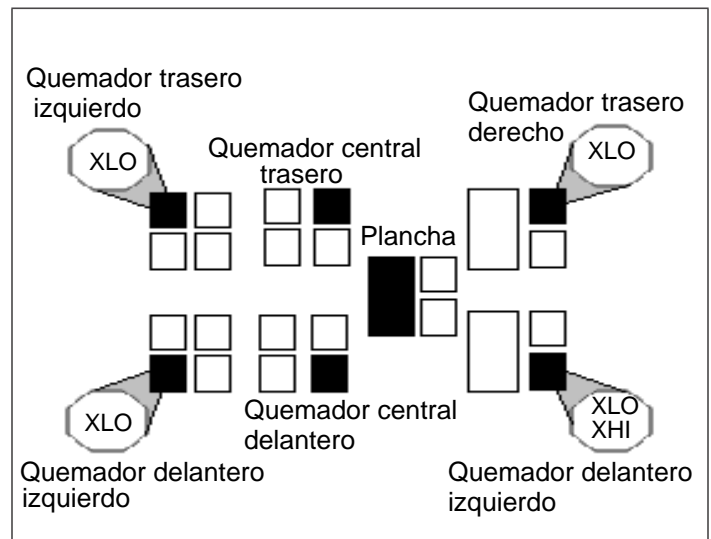 Quemador trasero
izquierdo
XLO
Quemador central
trasero
Quemador trasero
derecho
XLO
Plancha
XLO
Quemador delantero
izquierdo
Quemador central
delantero
XLO
XHI
Quemador delantero
izquierdo